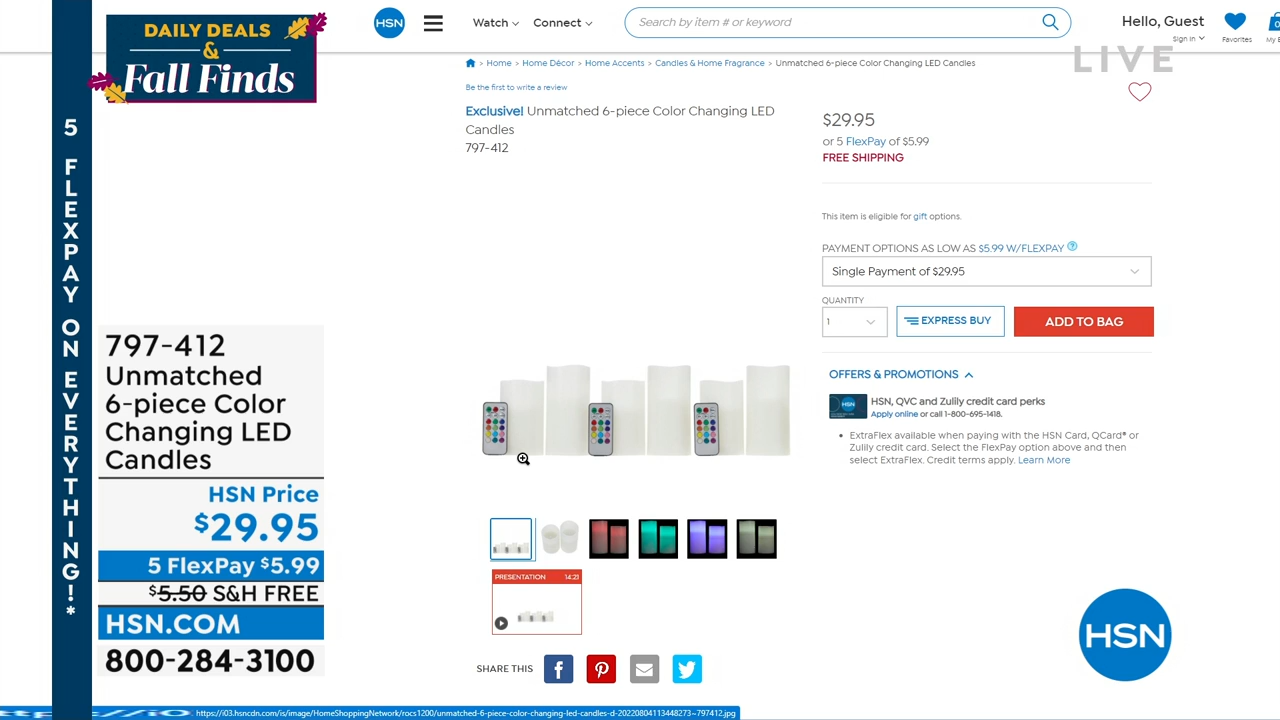 DAILY DEALS
&
Fall Finds
5 FLEXPAY ON EVERYTHING!*
797-412
Unmatched
6-piece Color
Changing LED
Candles
HSN Price
$29.95
5 FlexPay $5.99
$5.50 S&H FREE
HSN.COM
800-284-3100
HSN
Watch
Connect
Search by item # or keyword
Hello, Guest
Sign In
Favorites
0
LIVE
> Home > Home Décor > Home Accents > Candles & Home Fragrance > Unmatched 6-piece Color Changing LED Candles
Be the first to write a review
Exclusive! Unmatched 6-piece Color Changing LED
Candles
797-412
PRESENTATION 14:23
SHARE THIS
$29.95
or 5 FlexPay of $5.99
FREE SHIPPING
This item is eligible for gift options.
PAYMENT OPTIONS AS LOW AS $5.99 W/FLEXPAY ?
Single Payment of $29.95
QUANTITY
1
EXPRESS BUY
ADD TO BAG
OFFERS & PROMOTIONS
HSN
HSN, QVC and Zulily credit card perks
Apply online or call 1-800-695-1418.
• ExtraFlex available when paying with the HSN Card, QCard® or
Zulily credit card. Select the FlexPay option above and then
select ExtraFlex. Credit terms apply. Learn More
HSN
https://i03.hsncdn.com/is/image/HomeShoppingNetwork/rocs1200/unmatched-6-piece-color-changing-led-candles-d-20220804113448273~797412.jpg